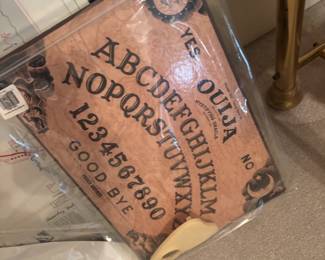 YES
OUIJA
NO
ABCDEFGHIJKLM
NOPQRSTUVWXYZ
1234567890
GOOD BYE